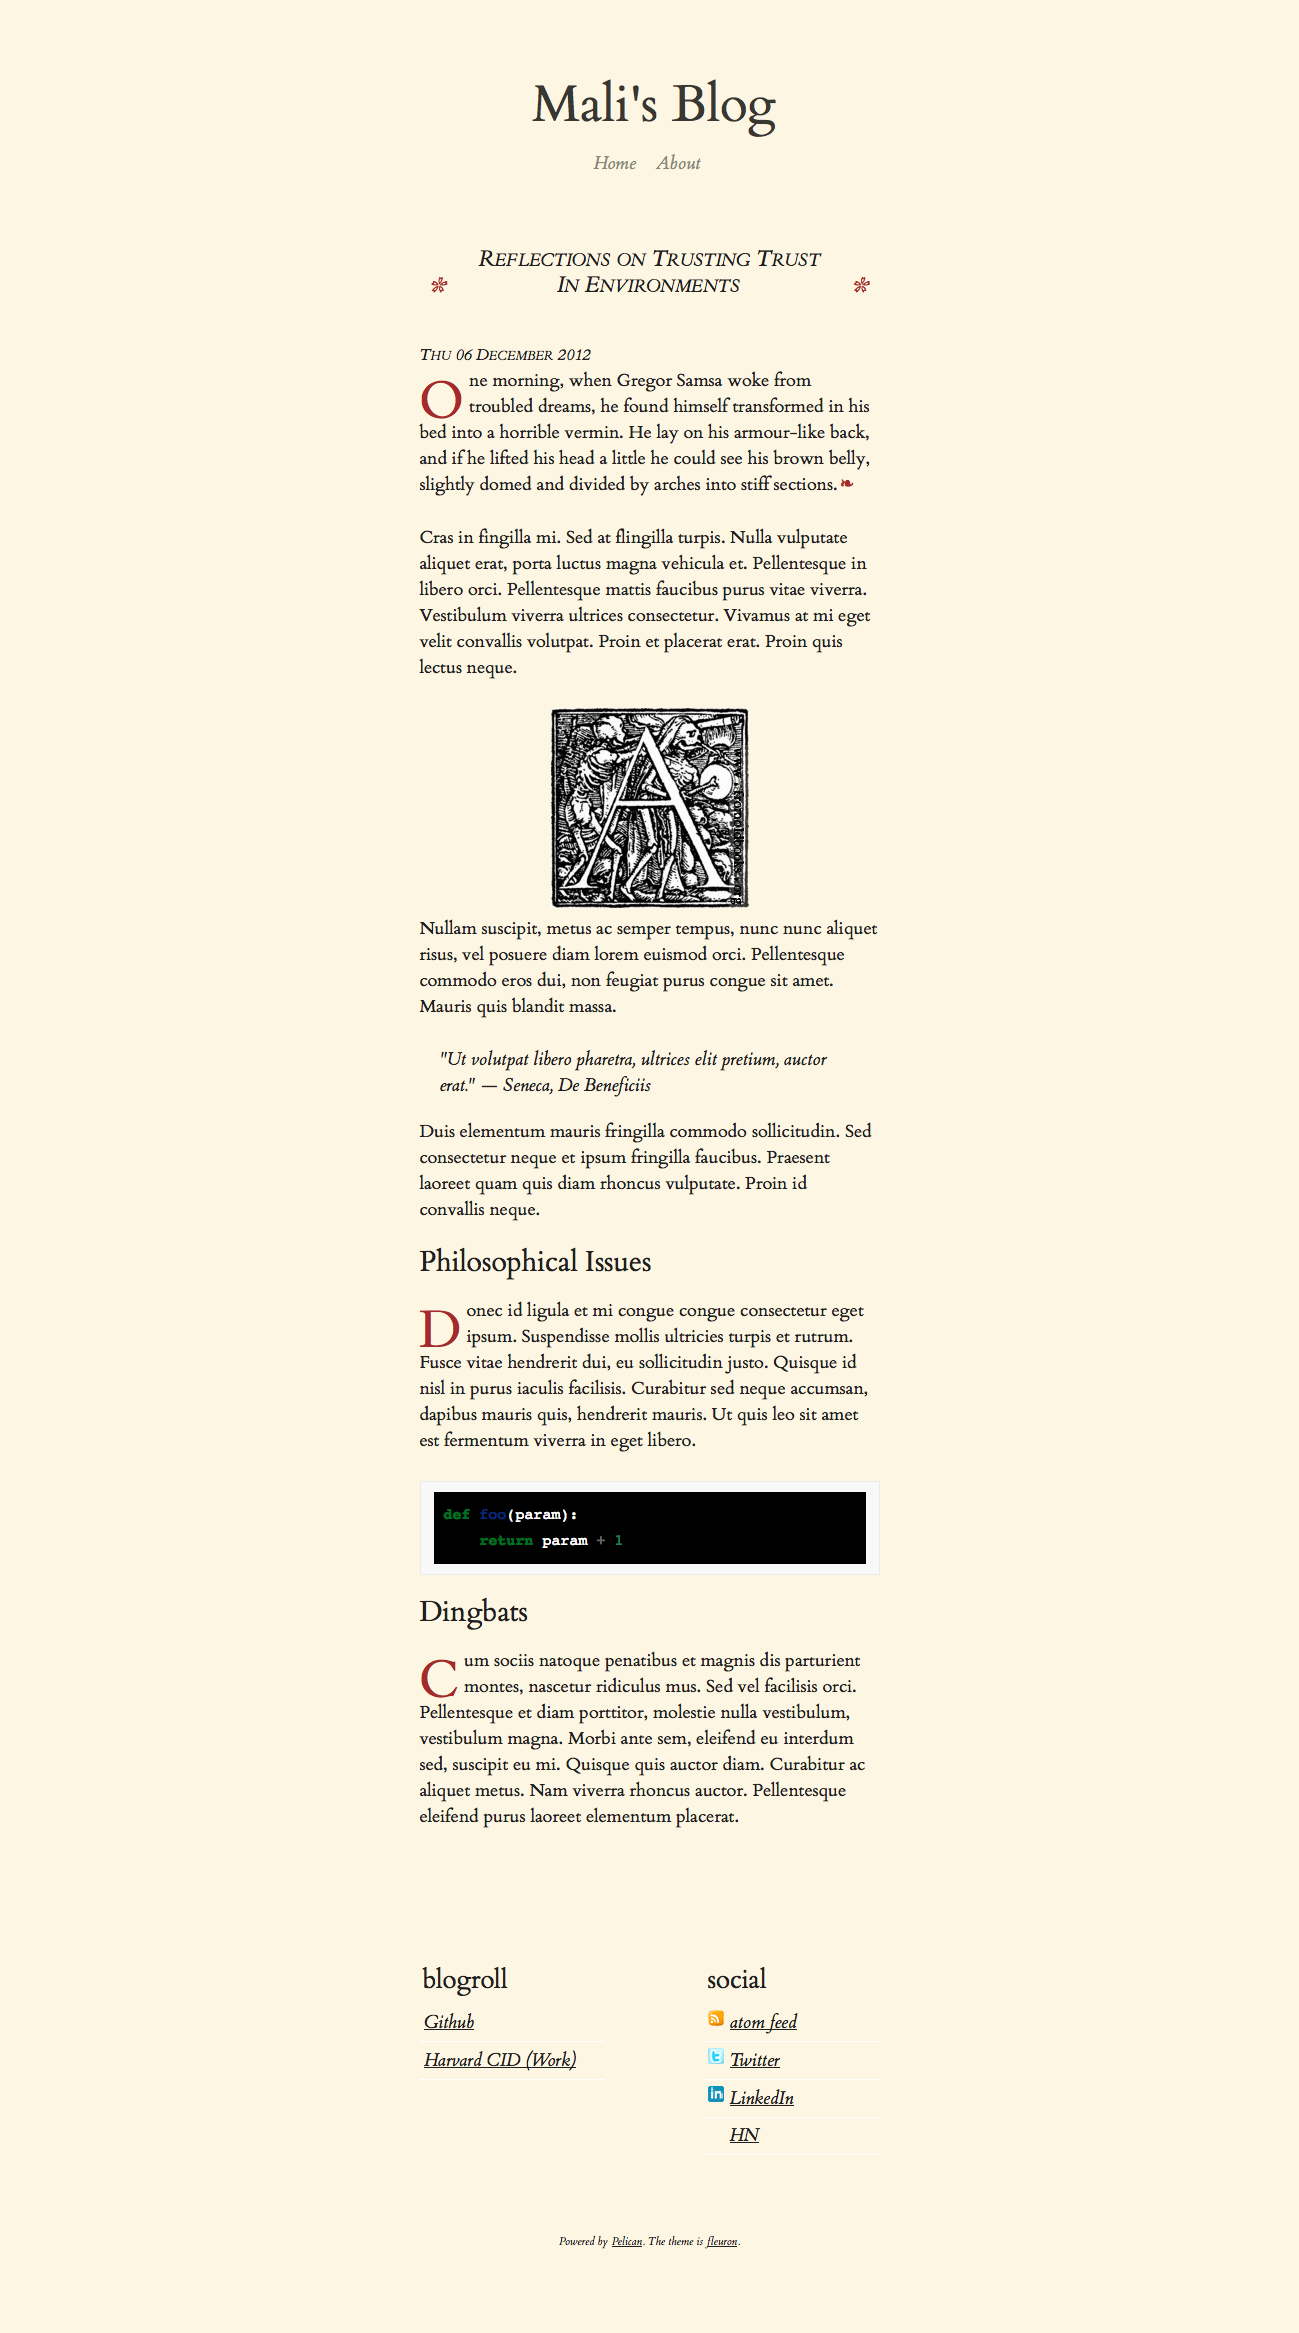 Mali's Blog
Home About
Reflections on Trusting Trust
❇ In Environments ❇
Thu 06 December 2012
One morning, when Gregor Samsa woke from
troubled dreams, he found himself transformed in his
bed into a horrible vermin. He lay on his armour-like back,
and if he lifted his head a little he could see his brown belly,
slightly domed and divided by arches into stiff sections. ❧
Cras in fingilla mi. Sed at flingilla turpis. Nulla vulputate
aliquet erat, porta luctus magna vehicula et. Pellentesque in
libero orci. Pellentesque mattis faucibus purus vitae viverra.
Vestibulum viverra ultrices consectetur. Vivamus at mi eget
velit convallis volutpat. Proin et placerat erat. Proin quis
lectus neque.
A
Nullam suscipit, metus ac semper tempus, nunc nunc aliquet
risus, vel posuere diam lorem euismod orci. Pellentesque
commodo eros dui, non feugiat purus congue sit amet.
Mauris quis blandit massa.
"Ut volutpat libero pharetra, ultrices elit pretium, auctor
erat." — Seneca, De Beneficiis
Duis elementum mauris fringilla commodo sollicitudin. Sed
consectetur neque et ipsum fringilla faucibus. Praesent
laoreet quam quis diam rhoncus vulputate. Proin id
convallis neque.
Philosophical Issues
Donec id ligula et mi congue congue consectetur eget
ipsum. Suspendisse mollis ultricies turpis et rutrum.
Fusce vitae hendrerit dui, eu sollicitudin justo. Quisque id
nisl in purus iaculis facilisis. Curabitur sed neque accumsan,
dapibus mauris quis, hendrerit mauris. Ut quis leo sit amet
est fermentum viverra in eget libero.
def foo(param):
    return param + 1
Dingbats
Cum sociis natoque penatibus et magnis dis parturient
montes, nascetur ridiculus mus. Sed vel facilisis orci.
Pellentesque et diam porttitor, molestie nulla vestibulum,
vestibulum magna. Morbi ante sem, eleifend eu interdum
sed, suscipit eu mi. Quisque quis auctor diam. Curabitur ac
aliquet metus. Nam viverra rhoncus auctor. Pellentesque
eleifend purus laoreet elementum placerat.
blogroll
Github
Harvard CID (Work)
social
atom feed
Twitter
LinkedIn
HN
Powered by Pelican. The theme is fleuron.